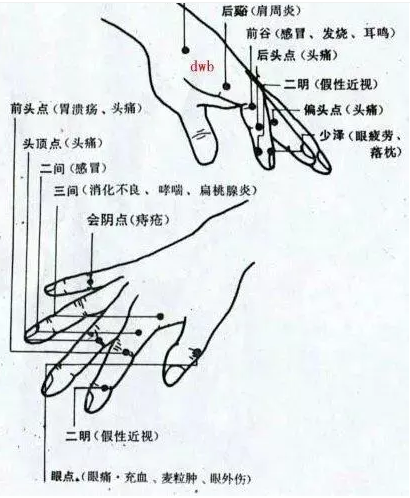 后谿(肩周炎)
前谷(感冒、发烧、耳鸣)
后头点(头痛)
dwb
二明(假性近视)
偏头点(头痛)
少泽(眼疲劳、
落枕)
前头点(胃溃疡、头痛)
头顶点(头痛)
二间(感冒)
三间(消化不良、哮喘、扁桃腺炎)
会阴点(痔疮)
二明(假性近视)
眼点.(眼痛·充血、麦粒肿、眼外伤)